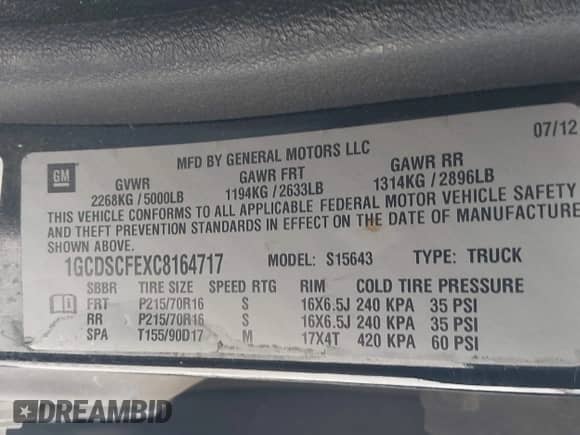 07/12
MFD BY GENERAL MOTORS LLC
GM
GVWR GAWR FRT GAWR RR
2268KG / 5000LB 1194KG / 2633LB 1314KG / 2896LB
THIS VEHICLE CONFORMS TO ALL APPLICABLE FEDERAL MOTOR VEHICLE SAFETY
AND THEFT PREVENTION STANDARDS IN EFFECT ON THE DATE OF MANUFACTURE
SHOWN ABOVE.
1GCDSCFEXC8164717 MODEL: S15643 TYPE: TRUCK
SBBR TIRE SIZE SPEED RTG RIM COLD TIRE PRESSURE
FRT P215/70R16 S 16X6.5J 240 KPA 35 PSI
RR P215/70R16 S 16X6.5J 240 KPA 35 PSI
SPA T155/90D17 M 17X4T 420 KPA 60 PSI
DREAMBID